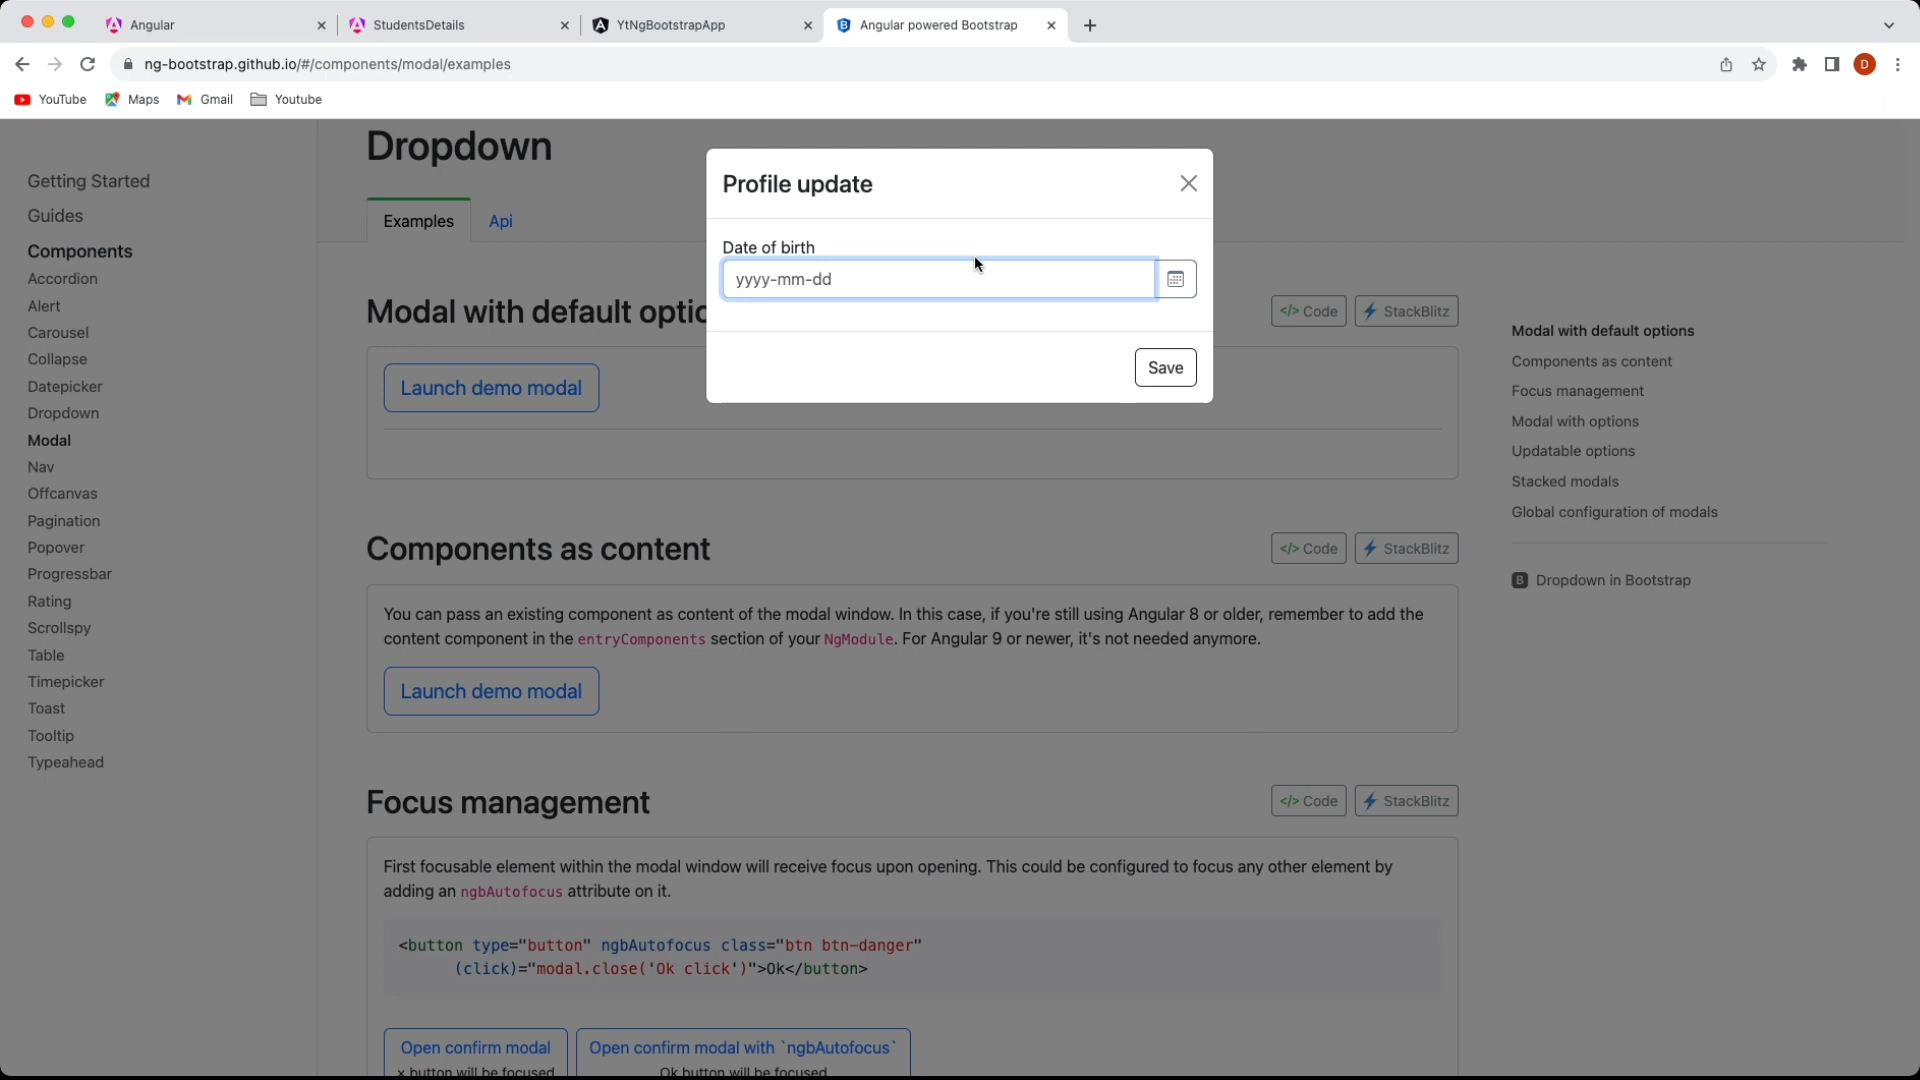 Angular
StudentsDetails
YtNgBootstrapApp
Angular powered Bootstrap
ng-bootstrap.github.io/#/components/modal/examples
D
YouTube
Maps
Gmail
Youtube
Getting Started
Guides
Components
Accordion
Alert
Carousel
Collapse
Datepicker
Dropdown
Modal
Nav
Offcanvas
Pagination
Popover
Progressbar
Rating
Scrollspy
Table
Timepicker
Toast
Tooltip
Typeahead
Dropdown
Examples
Api
Profile update
Date of birth
yyyy-mm-dd
Save
Modal with default optio
</> Code
StackBlitz
Launch demo modal
Components as content
</> Code
StackBlitz
You can pass an existing component as content of the modal window. In this case, if you're still using Angular 8 or older, remember to add the
content component in the entryComponents section of your NgModule. For Angular 9 or newer, it's not needed anymore.
Launch demo modal
Focus management
</> Code
StackBlitz
First focusable element within the modal window will receive focus upon opening. This could be configured to focus any other element by
adding an ngbAutofocus attribute on it.
<button type="button" ngbAutofocus class="btn btn-danger"
(click)="modal.close('Ok click')">Ok</button>
Open confirm modal
× button will be focused
Open confirm modal with `ngbAutofocus`
Ok button will be focused
Modal with default options
Components as content
Focus management
Modal with options
Updatable options
Stacked modals
Global configuration of modals
B Dropdown in Bootstrap